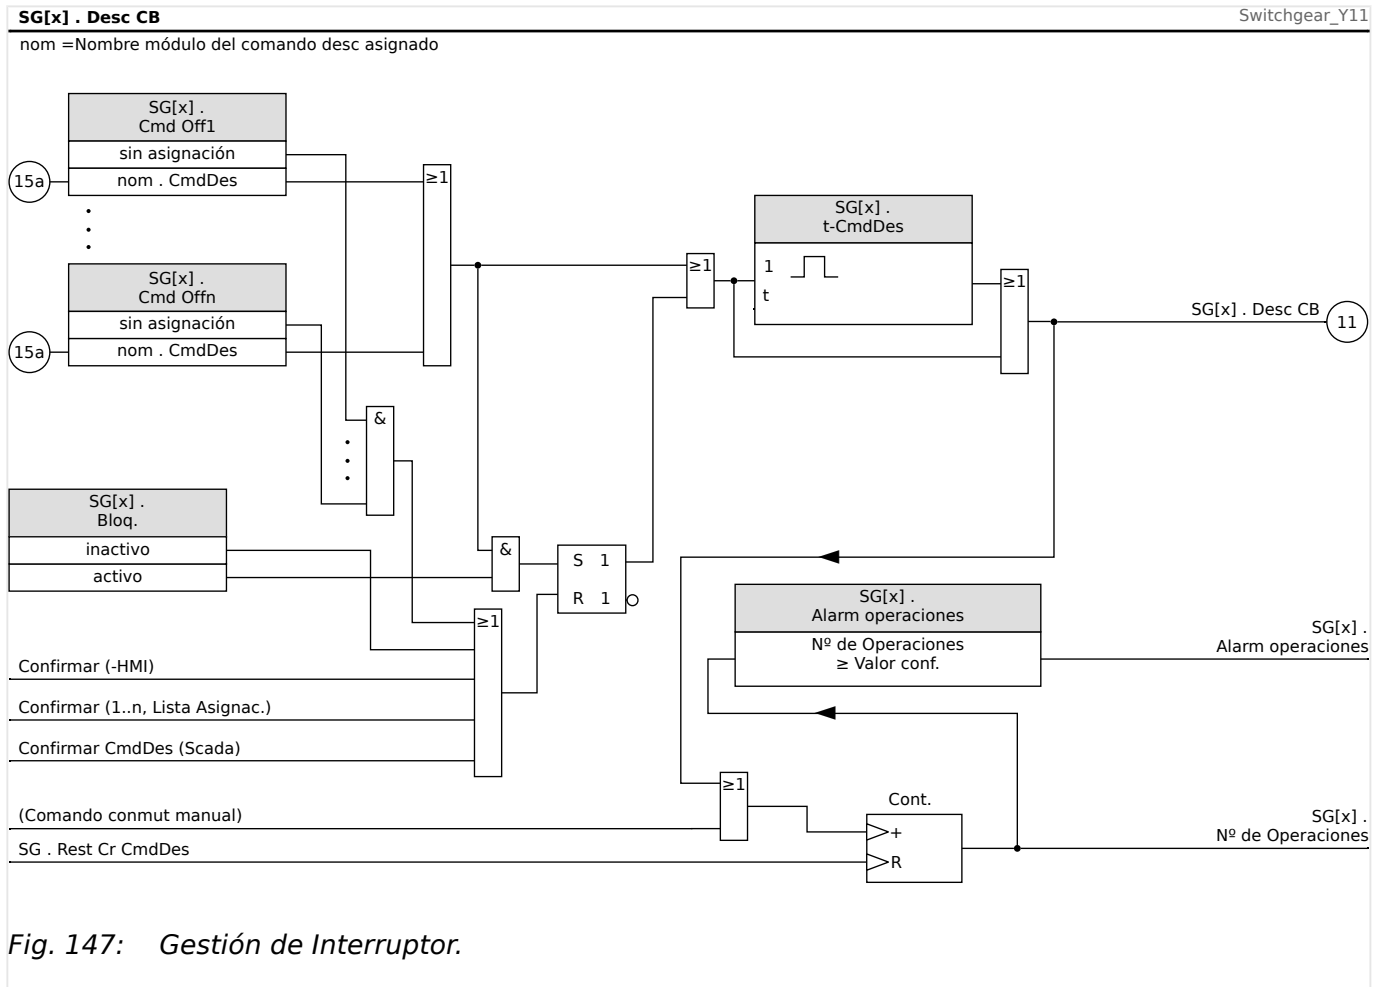 SG[x] . Desc CB
Switchgear_Y11
nom =Nombre módulo del comando desc asignado
SG[x] .
Cmd Off1
sin asignación
15a
nom . CmdDes
≥1
SG[x] .
t-CmdDes
1
t
SG[x] .
Cmd Offn
sin asignación
15a
nom . CmdDes
≥1
≥1
SG[x] . Desc CB
11
&
SG[x] .
Bloq.
inactivo
activo
&
S 1
R 1
≥1
SG[x] .
Alarm operaciones
Nº de Operaciones
≥ Valor conf.
SG[x] .
Alarm operaciones
Confirmar (-HMI)
Confirmar (1..n, Lista Asignac.)
Confirmar CmdDes (Scada)
(Comando conmut manual)
≥1
Cont.
+
R
SG[x] .
Nº de Operaciones
SG . Rest Cr CmdDes
Fig. 147: Gestión de Interruptor.